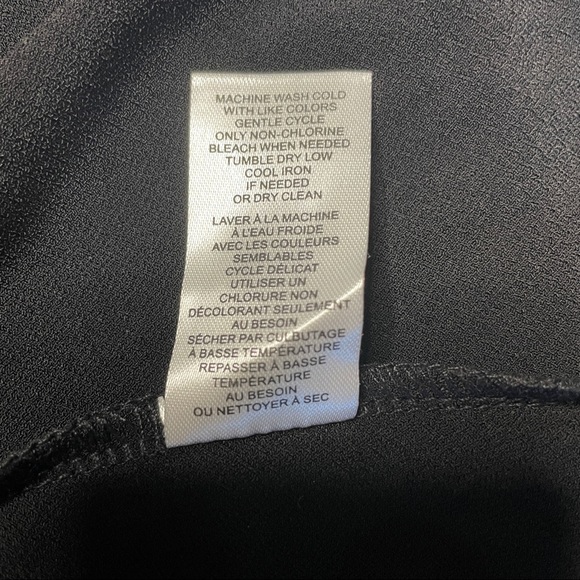 MACHINE WASH COLD
WITH LIKE COLORS
GENTLE CYCLE
ONLY NON-CHLORINE
BLEACH WHEN NEEDED
TUMBLE DRY LOW
COOL IRON
IF NEEDED
OR DRY CLEAN
LAVER À LA MACHINE
À L'EAU FROIDE
AVEC LES COULEURS
SEMBLABLES
CYCLE DÉLICAT
UTILISER UN
CHLORURE NON
DÉCOLORANT SEULEMENT
AU BESOIN
SÉCHER PAR CULBUTAGE
À BASSE TEMPÉRATURE
REPASSER À BASSE
TEMPÉRATURE
AU BESOIN
OU NETTOYER À SEC